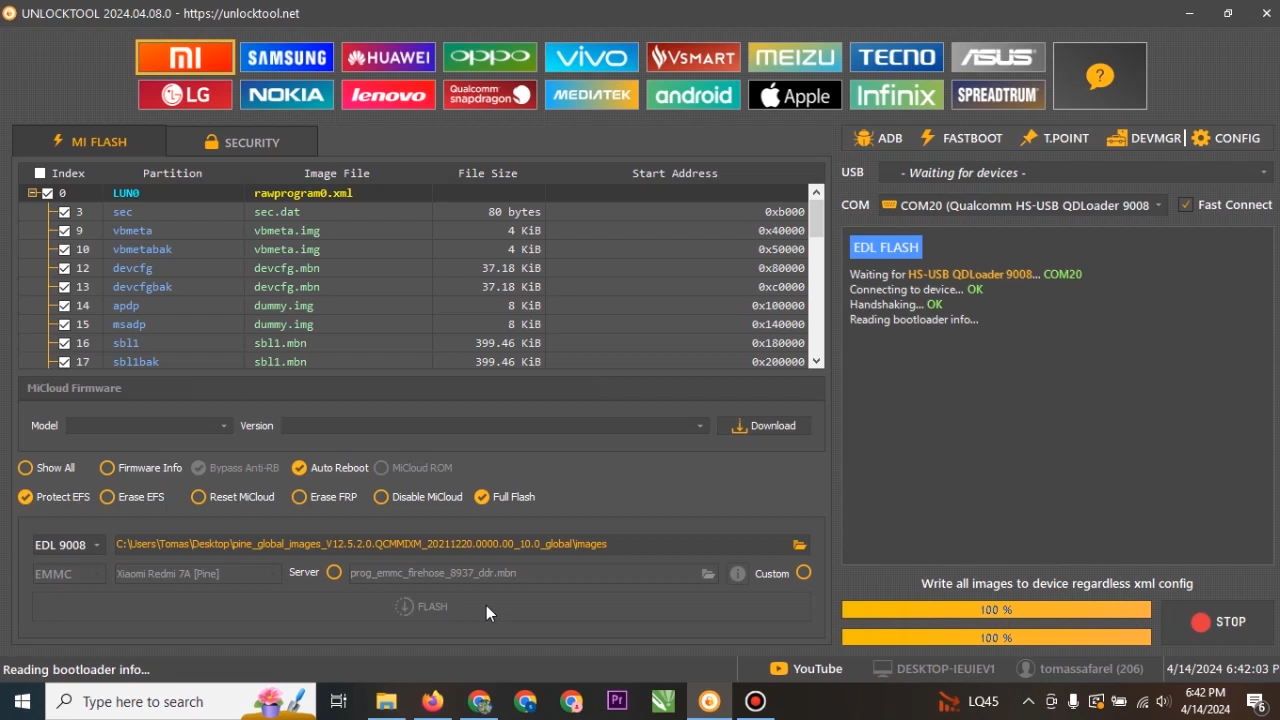 UNLOCKTOOL 2024.04.08.0 - https://unlocktool.net
MI SAMSUNG HUAWEI oppo vivo VSMART MEIZU TECNO ASUS ?
LG NOKIA lenovo Qualcomm snapdragon MEDIATEK android Apple Infinix SPREADTRUM
MI FLASH SECURITY
ADB FASTBOOT T.POINT DEVMGR CONFIG
Index Partition Image File File Size Start Address
0 LUN0 rawprogram0.xml
3 sec sec.dat 80 bytes 0xb000
9 vbmeta vbmeta.img 4 KiB 0x40000
10 vbmetabak vbmeta.img 4 KiB 0x50000
12 devcfg devcfg.mbn 37.18 KiB 0x80000
13 devcfgbak devcfg.mbn 37.18 KiB 0xc0000
14 apdp dummy.img 8 KiB 0x100000
15 msadp dummy.img 8 KiB 0x140000
16 sbl1 sbl1.mbn 399.46 KiB 0x180000
17 sbl1bak sbl1.mbn 399.46 KiB 0x200000
USB - Waiting for devices -
COM COM20 (Qualcomm HS-USB QDLoader 9008 Fast Connect
EDL FLASH
Waiting for HS-USB QDLoader 9008... COM20
Connecting to device... OK
Handshaking... OK
Reading bootloader info...
MiCloud Firmware
Model Version Download
Show All Firmware Info Bypass Anti-RB Auto Reboot MiCloud ROM
Protect EFS Erase EFS Reset MiCloud Erase FRP Disable MiCloud Full Flash
EDL 9008 C:\Users\Tomas\Desktop\pine_global_images_V12.5.2.0.QCMMIXM_20211220.0000.00_10.0_global\images
EMMC Xiaomi Redmi 7A [Pine] Server prog_emmc_firehose_8937_ddr.mbn Custom
FLASH
Write all images to device regardless xml config
100 %
100 %
STOP
Reading bootloader info... YouTube DESKTOP-IEUIEV1 tomassafarel (206) 4/14/2024 6:42:03 P
Type here to search Pr LQ45 6:42 PM
4/14/2024 6